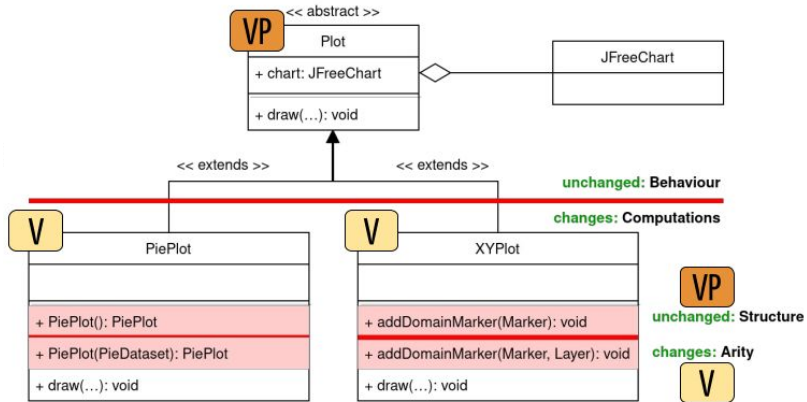 << abstract >>
VP
Plot
+ chart: JFreeChart
+ draw(...): void
JFreeChart
<< extends >>
<< extends >>
unchanged: Behaviour
changes: Computations
V
PiePlot
+ PiePlot(): PiePlot
+ PiePlot(PieDataset): PiePlot
+ draw(...): void
V
XYPlot
+ addDomainMarker(Marker): void
+ addDomainMarker(Marker, Layer): void
+ draw(...): void
VP
unchanged: Structure
changes: Arity
V